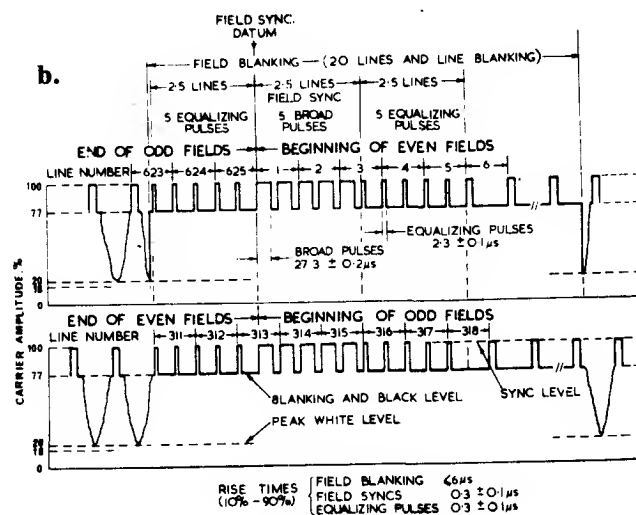 FIELD SYNC.
DATUM
b.
FIELD BLANKING — (20 LINES AND LINE BLANKING)
2·5 LINES 2·5 LINES 2·5 LINES
FIELD SYNC
5 EQUALIZING PULSES 5 BROAD PULSES 5 EQUALIZING PULSES
END OF ODD FIELDS BEGINNING OF EVEN FIELDS
LINE NUMBER 623 624 625 1 2 3 4 5 6
100
77
EQUALIZING PULSES
2·3 ± 0·1μs
BROAD PULSES
27·3 ± 0·2μs
20
18
0
CARRIER AMPLITUDE. %
END OF EVEN FIELDS BEGINNING OF ODD FIELDS
LINE NUMBER 311 312 313 314 315 316 317 318
100
77
BLANKING AND BLACK LEVEL
SYNC LEVEL
PEAK WHITE LEVEL
20
18
0
RISE TIMES
(10% – 90%)
FIELD BLANKING ⩽6μs
FIELD SYNCS 0·3 ± 0·1μs
EQUALIZING PULSES 0·3 ± 0·1μs